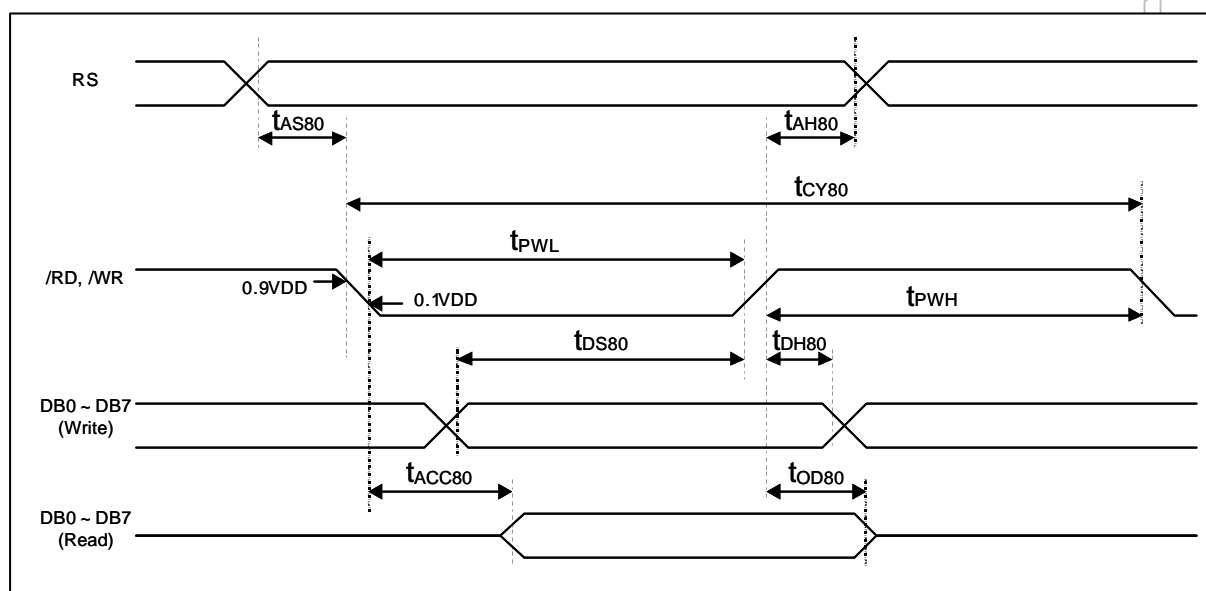 RS
tAS80
tAH80
tCY80
tPWL
/RD, /WR
0.9VDD
0.1VDD
tPWH
tDS80
tDH80
DB0 ~ DB7
(Write)
tACC80
tOD80
DB0 ~ DB7
(Read)